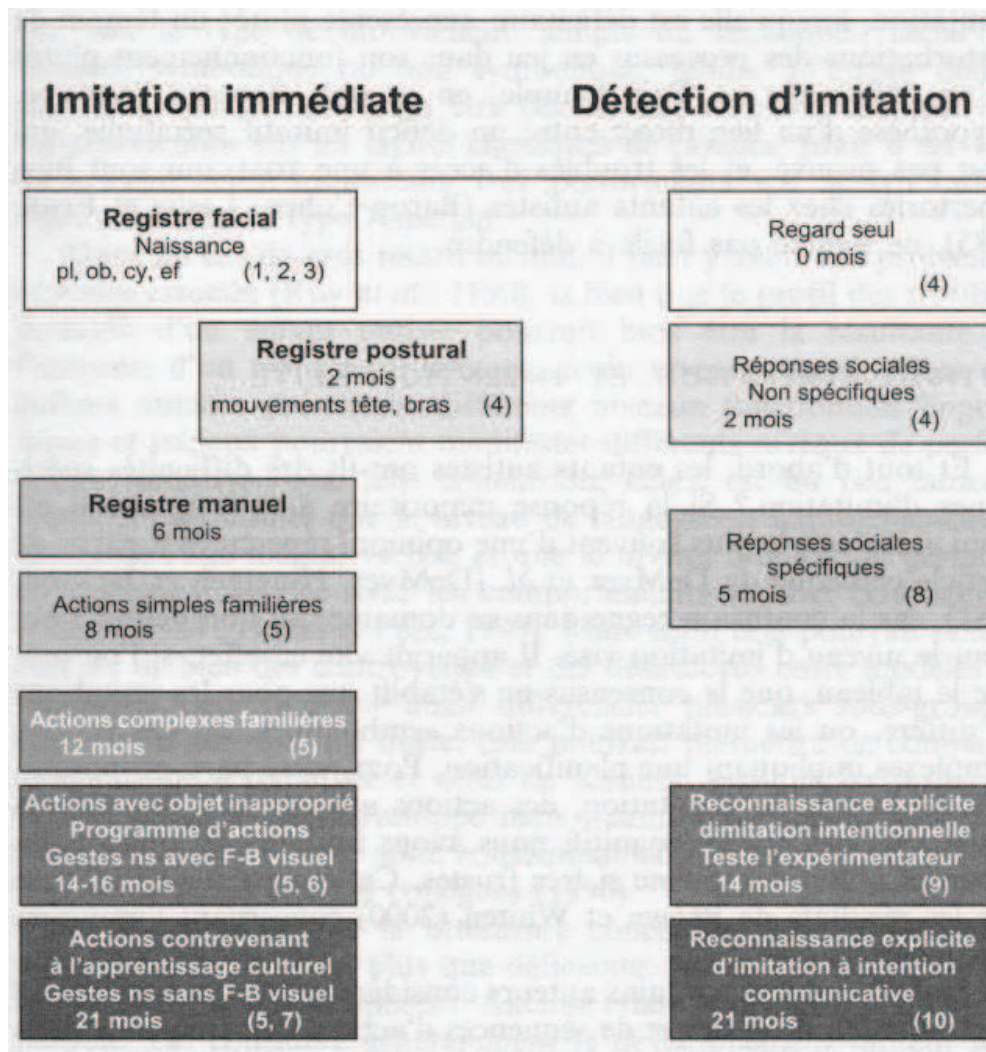 Imitation immédiate
Registre facial
Naissance
pl, ob, cy, ef (1, 2, 3)
Registre postural
2 mois
mouvements tête, bras (4)
Registre manuel
6 mois
Actions simples familières
8 mois (5)
Actions complexes familières
12 mois (5)
Actions avec objet inapproprié
Programme d'actions
Gestes ns avec F-B visuel
14-16 mois (5, 6)
Actions contrevenant
à l'apprentissage culturel
Gestes ns sans F-B visuel
21 mois (5, 7)
Détection d'imitation
Regard seul
0 mois
(4)
Réponses sociales
Non spécifiques
2 mois (4)
Réponses sociales
spécifiques
5 mois (8)
Reconnaissance explicite
dimitation intentionnelle
Teste l'expérimentateur
14 mois (9)
Reconnaissance explicite
d'imitation à intention
communicative
21 mois (10)